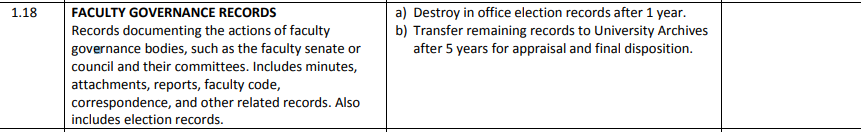 1.18
FACULTY GOVERNANCE RECORDS
Records documenting the actions of faculty
governance bodies, such as the faculty senate or
council and their committees. Includes minutes,
attachments, reports, faculty code,
correspondence, and other related records. Also
includes election records.
a) Destroy in office election records after 1 year.
b) Transfer remaining records to University Archives
after 5 years for appraisal and final disposition.